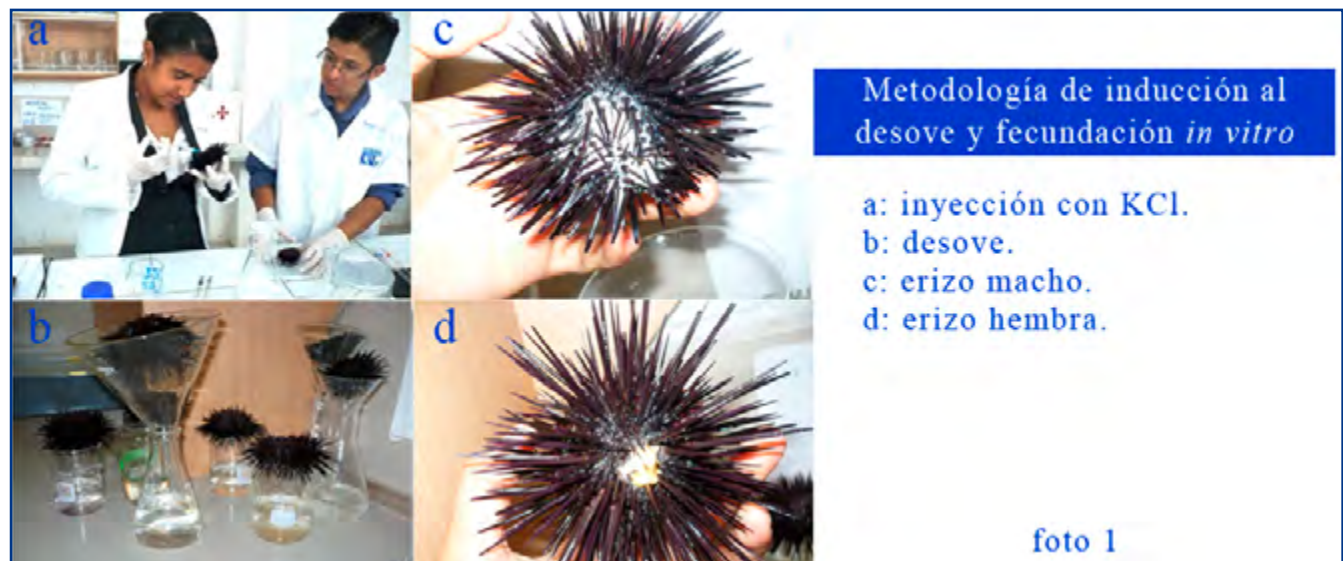 a
c
b
d
Metodología de inducción al
desove y fecundación in vitro
a: inyección con KCl.
b: desove.
c: erizo macho.
d: erizo hembra.
foto 1